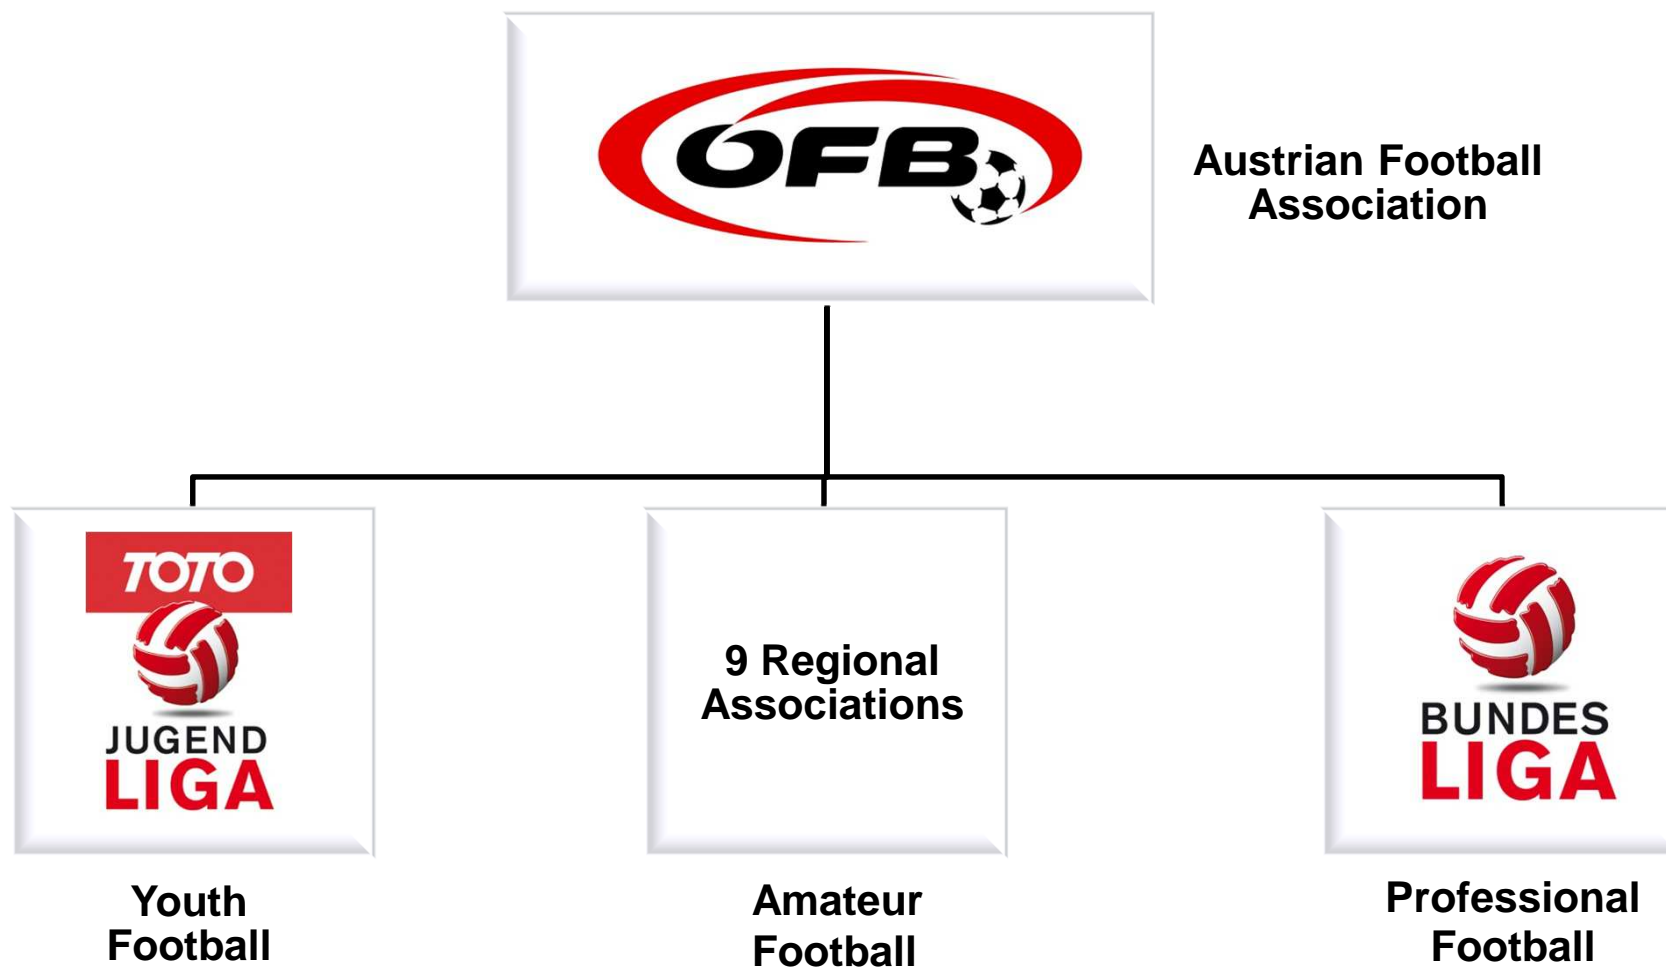 ÖFB
Austrian Football
Association
TOTO
JUGEND
LIGA
9 Regional
Associations
BUNDES
LIGA
Youth
Football
Amateur
Football
Professional
Football